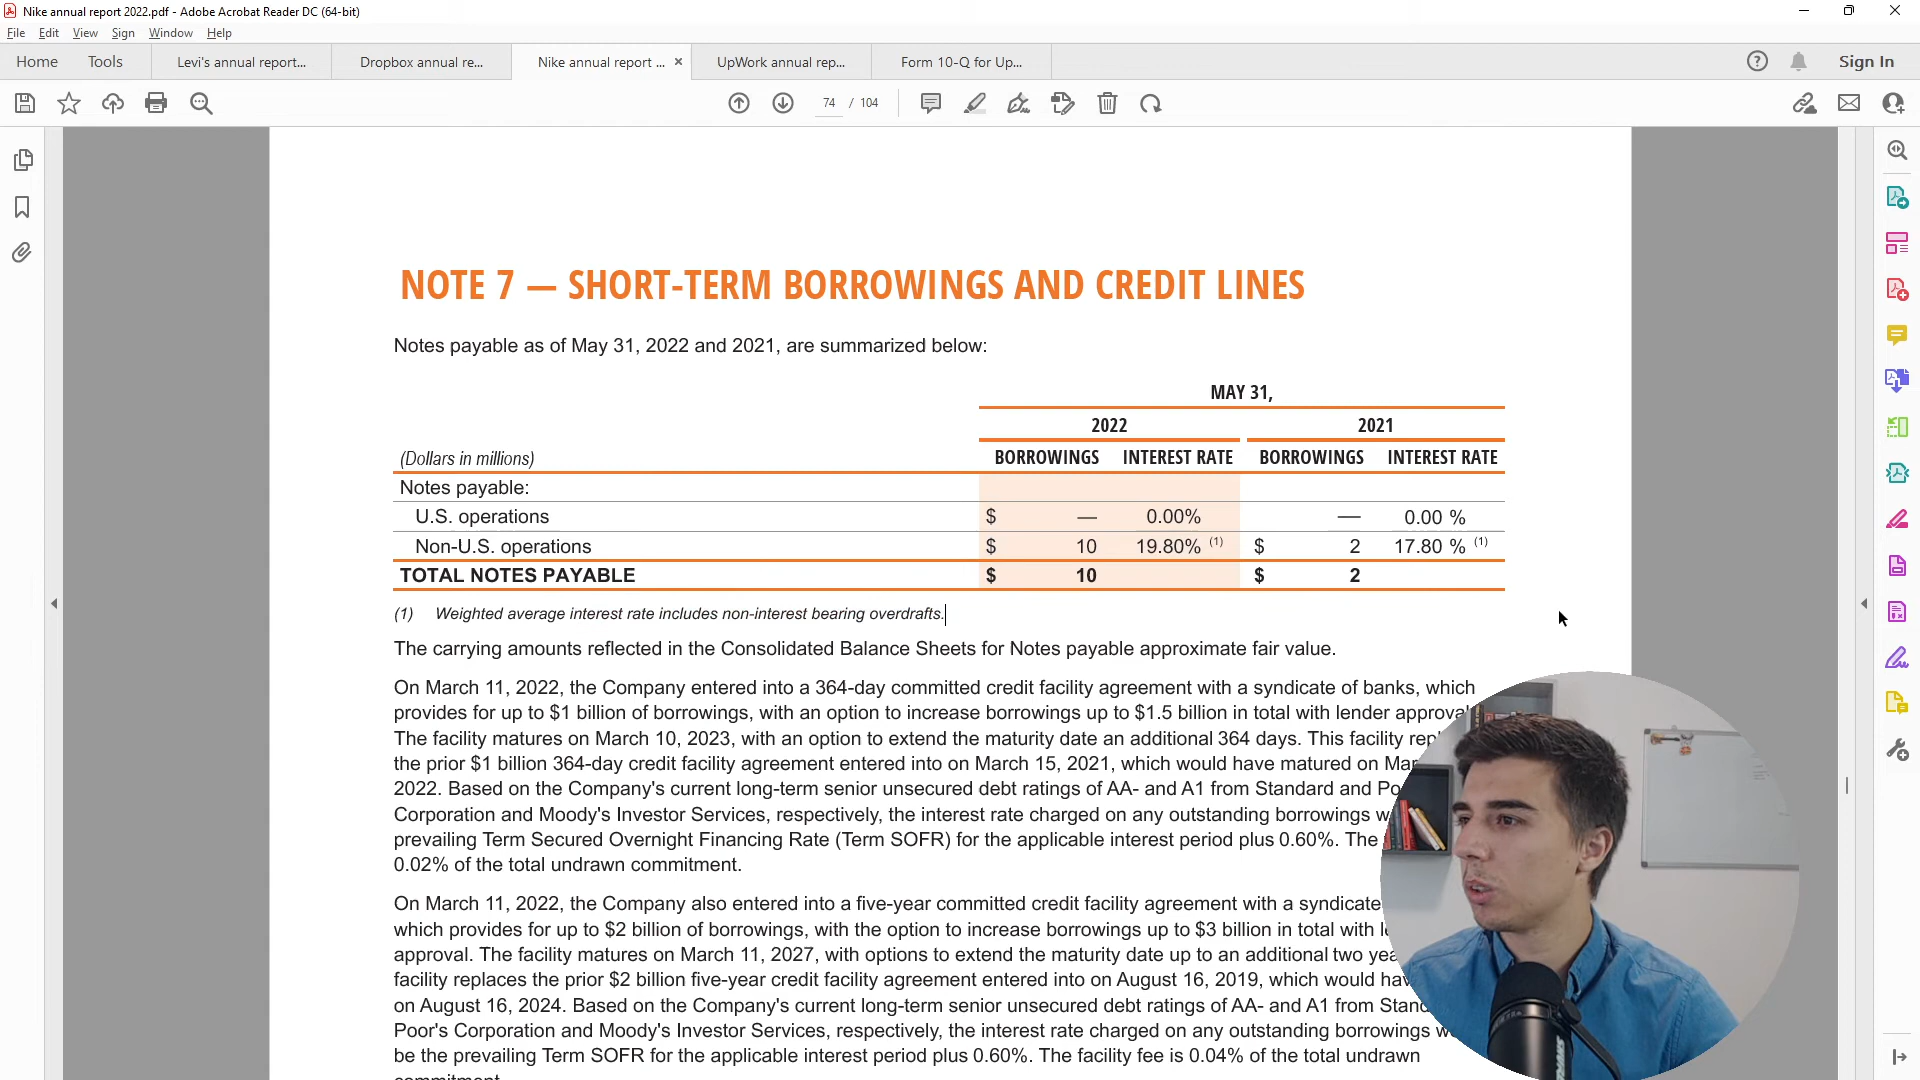 Nike annual report 2022.pdf - Adobe Acrobat Reader DC (64-bit)
File Edit View Sign Window Help
Home Tools Levi's annual report... Dropbox annual re... Nike annual report ... × UpWork annual rep... Form 10-Q for Up... Sign In
74 / 104
NOTE 7 — SHORT-TERM BORROWINGS AND CREDIT LINES
Notes payable as of May 31, 2022 and 2021, are summarized below:
MAY 31,
2022 2021
(Dollars in millions) BORROWINGS INTEREST RATE BORROWINGS INTEREST RATE
Notes payable:
U.S. operations $ — 0.00% — 0.00 %
Non-U.S. operations $ 10 19.80% (1) $ 2 17.80 % (1)
TOTAL NOTES PAYABLE $ 10 $ 2
(1) Weighted average interest rate includes non-interest bearing overdrafts.
The carrying amounts reflected in the Consolidated Balance Sheets for Notes payable approximate fair value.
On March 11, 2022, the Company entered into a 364-day committed credit facility agreement with a syndicate of banks, which
provides for up to $1 billion of borrowings, with an option to increase borrowings up to $1.5 billion in total with lender approval
The facility matures on March 10, 2023, with an option to extend the maturity date an additional 364 days. This facility
the prior $1 billion 364-day credit facility agreement entered into on March 15, 2021, which would have matured on
2022. Based on the Company's current long-term senior unsecured debt ratings of AA- and A1 from Standard and
Corporation and Moody's Investor Services, respectively, the interest rate charged on any outstanding borrowings
prevailing Term Secured Overnight Financing Rate (Term SOFR) for the applicable interest period plus 0.60%. The
0.02% of the total undrawn commitment.
On March 11, 2022, the Company also entered into a five-year committed credit facility agreement with a syndicate
which provides for up to $2 billion of borrowings, with the option to increase borrowings up to $3 billion in total with
approval. The facility matures on March 11, 2027, with options to extend the maturity date up to an additional two
facility replaces the prior $2 billion five-year credit facility agreement entered into on August 16, 2019, which would
on August 16, 2024. Based on the Company's current long-term senior unsecured debt ratings of AA- and A1 from
Poor's Corporation and Moody's Investor Services, respectively, the interest rate charged on any outstanding borrowings
be the prevailing Term SOFR for the applicable interest period plus 0.60%. The facility fee is 0.04% of the total undrawn